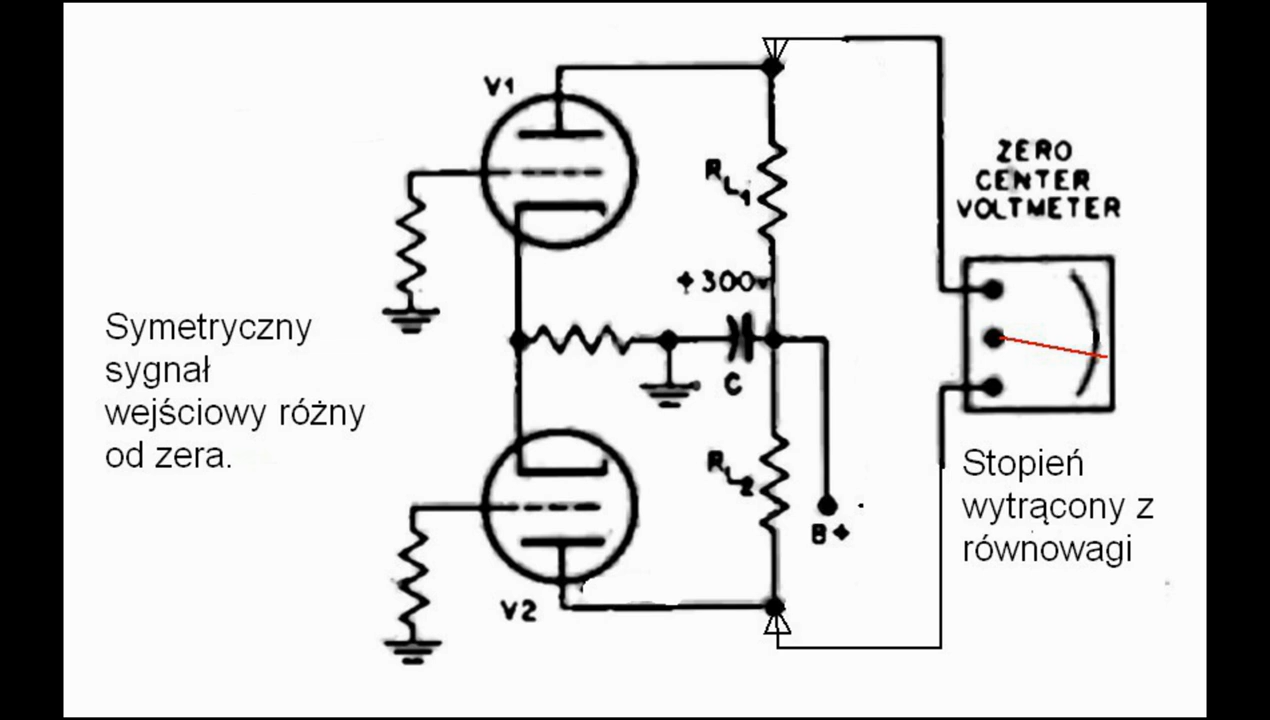 V1
ZERO
CENTER
VOLTMETER
RL1
+300v
Symetryczny
sygnał
wejściowy różny
od zera.
C
RL2
Stopień
wytrącony z
równowagi
B+
V2